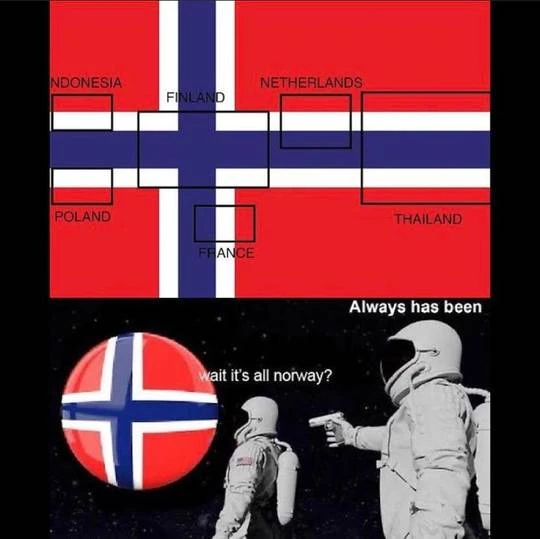 NDONESIA
NETHERLANDS
FINLAND
POLAND
THAILAND
FRANCE
Always has been
wait it's all norway?